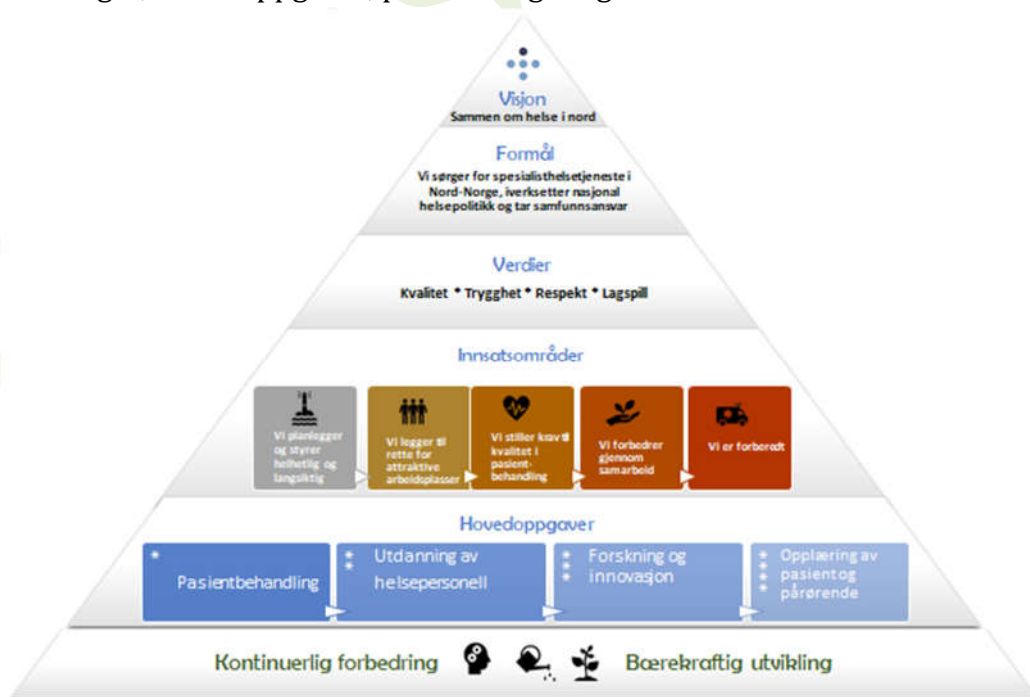 Visjon
Sammen om helse i nord
Formål
Vi sørger for spesialisthelsetjeneste i
Nord-Norge, iverksetter nasjonal
helsepolitikk og tar samfunnsansvar
Verdier
Kvalitet * Trygghet * Respekt * Lagspill
Innsatsområder
Vi planlegger
og styrer
helhetlig og
langsiktig
Vi legger til
rette for
attraktive
arbeidsplasser
Vi stiller krav til
kvalitet i
pasient-
behandling
Vi forbedrer
gjennom
samarbeid
Vi er forberedt
Hovedoppgaver
*
Pasientbehandling
* Utdanning av
* helsepersonell
* Forskning og
* innovasjon
*
* Opplæring av
* pasient og
* pårørende
*
Kontinuerlig forbedring Bærekraftig utvikling